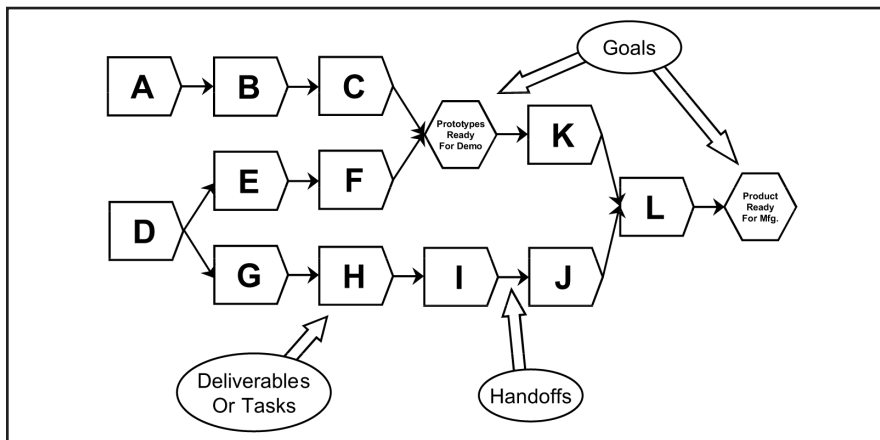 Goals
A
B
C
Prototypes
Ready
For Demo
K
E
F
D
L
Product
Ready
For Mfg.
G
H
I
J
Deliverables
Or Tasks
Handoffs